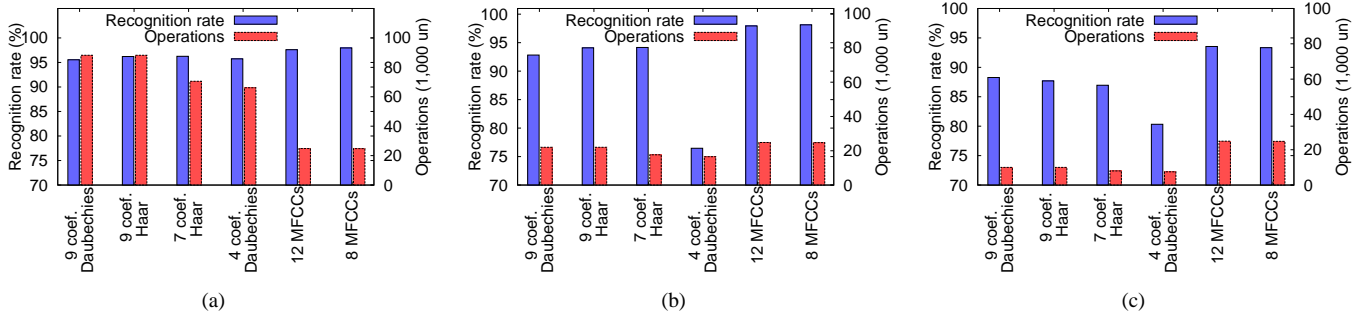 Recognition rate (%)
100
95
90
85
80
75
70
Recognition rate
Operations
100
80
60
40
20
0
Operations (1,000 un)
9 coef.
Daubechies
9 coef.
Haar
7 coef.
Haar
4 coef.
Daubechies
12 MFCCs
8 MFCCs
(a)
Recognition rate (%)
100
95
90
85
80
75
70
Recognition rate
Operations
100
80
60
40
20
0
Operations (1,000 un)
9 coef.
Daubechies
9 coef.
Haar
7 coef.
Haar
4 coef.
Daubechies
12 MFCCs
8 MFCCs
(b)
Recognition rate (%)
100
95
90
85
80
75
70
Recognition rate
Operations
100
80
60
40
20
0
Operations (1,000 un)
9 coef.
Daubechies
9 coef.
Haar
7 coef.
Haar
4 coef.
Daubechies
12 MFCCs
8 MFCCs
(c)